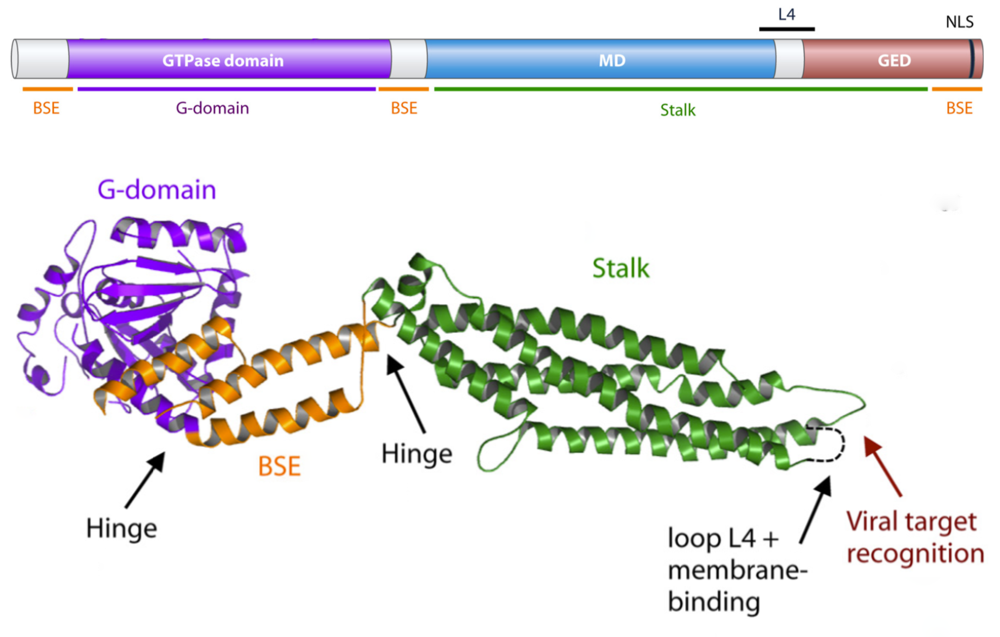 L4
NLS
GTPase domain
MD
GED
BSE
G-domain
BSE
Stalk
BSE
G-domain
Stalk
Hinge
BSE
Hinge
loop L4 +
membrane-
binding
Viral target
recognition